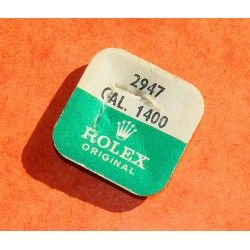 2947
CAL. 1400
ROLEX
ORIGINAL